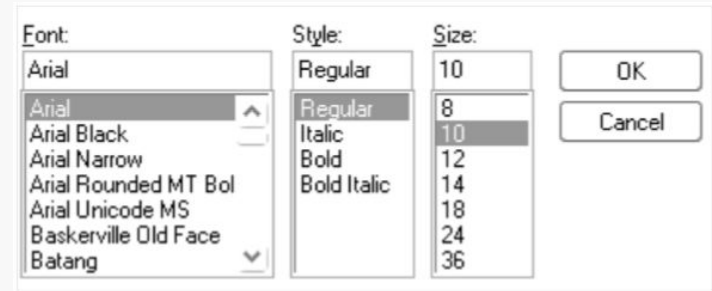 Font:
Arial
Arial
Arial Black
Arial Narrow
Arial Rounded MT Bol
Arial Unicode MS
Baskerville Old Face
Batang
Style:
Regular
Regular
Italic
Bold
Bold Italic
Size:
10
8
10
12
14
18
24
36
OK
Cancel